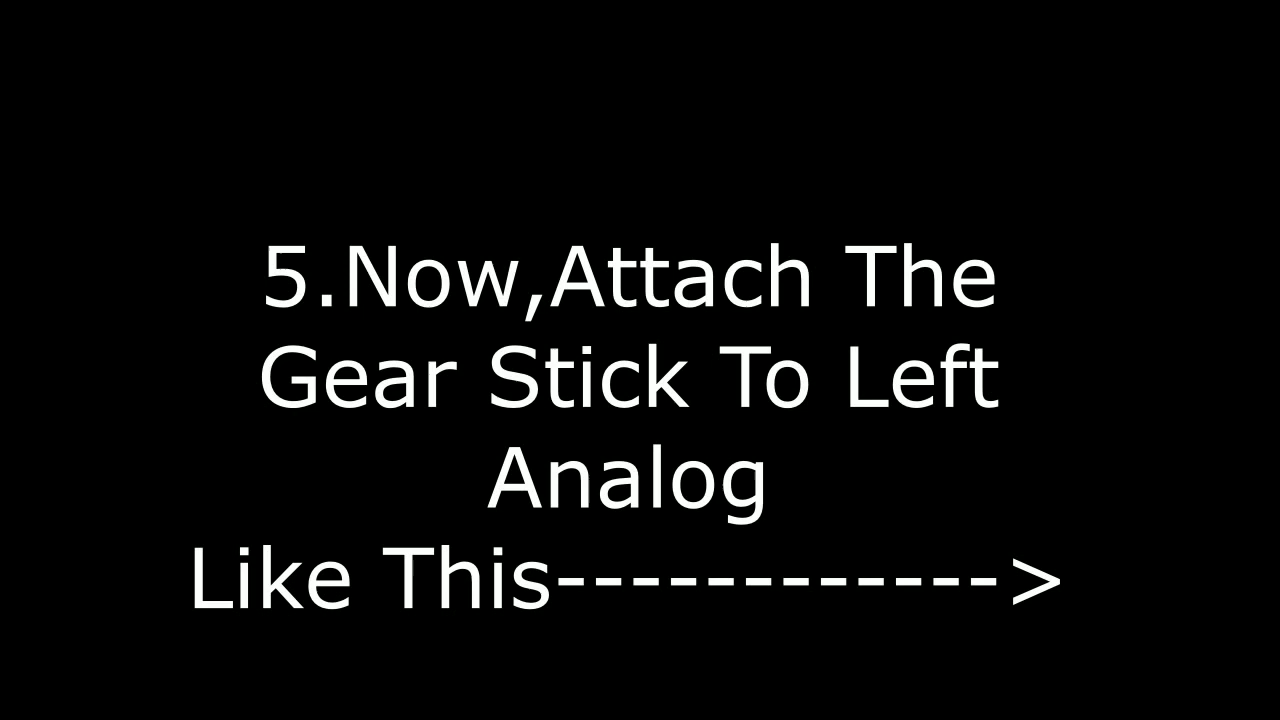 5.Now,Attach The
Gear Stick To Left
Analog
Like This------------>